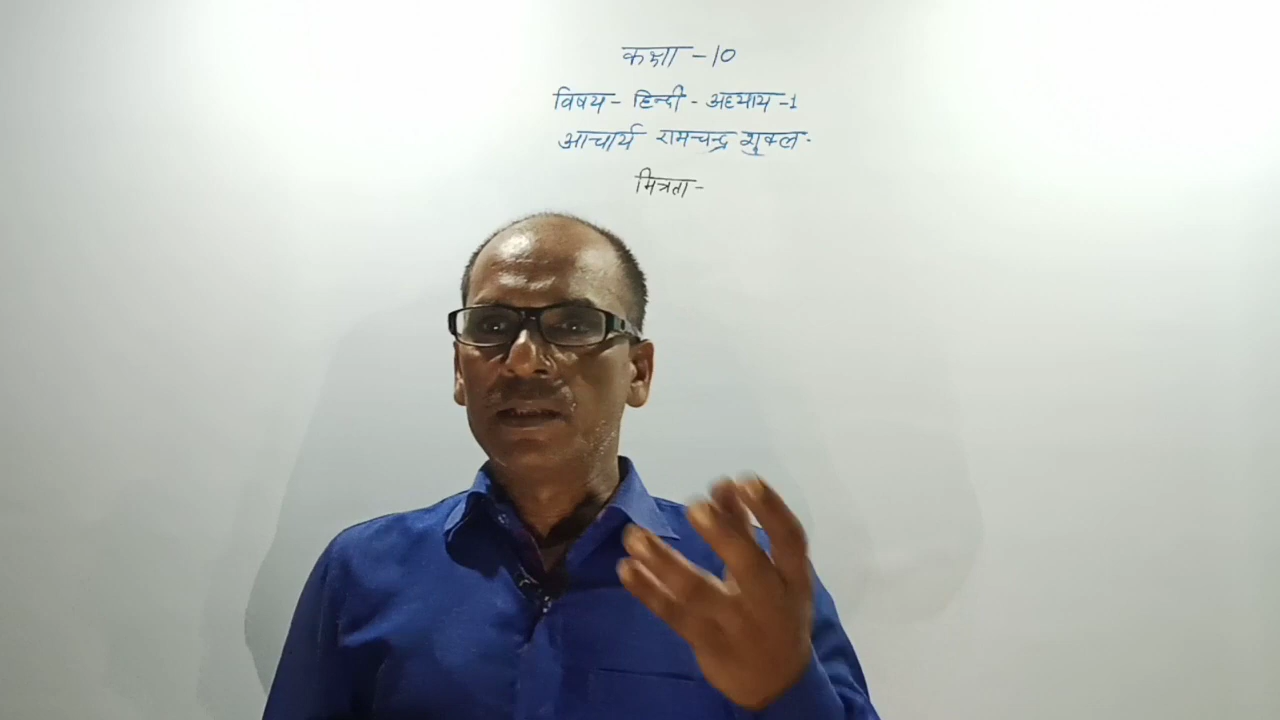 कक्षा - 10
विषय - हिन्दी - अध्याय - 1
आचार्य रामचन्द्र शुक्ल.
मित्रता -